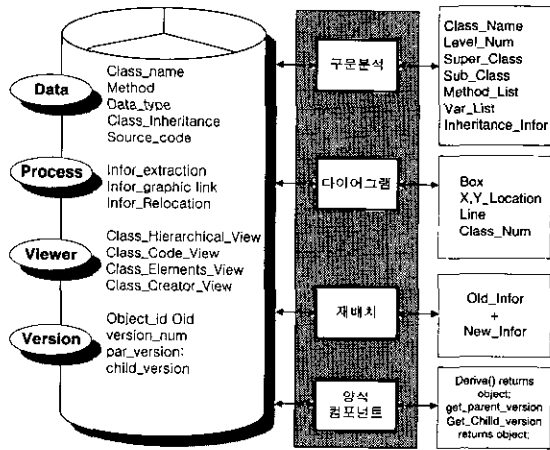 Data
Class_name
Method
Data_type
Class_Inheritance
Source_code
Process
Infor_extraction
Infor_graphic link
Infor_Relocation
Viewer
Class_Hierarchical_View
Class_Code_View
Class_Elements_View
Class_Creator_View
Version
Object_id Oid
version_num
par_version:
child_version
구문분석
다이어그램
재배치
양식
컴포넌트
Class_Name
Level_Num
Super_Class
Sub_Class
Method_List
Var_List
Inheritance_Infor
Box
X,Y_Location
Line
Class_Num
Old_Infor
+
New_Infor
Derive() returns
object;
get_parent_version
Get_Chilld_version
returns object;